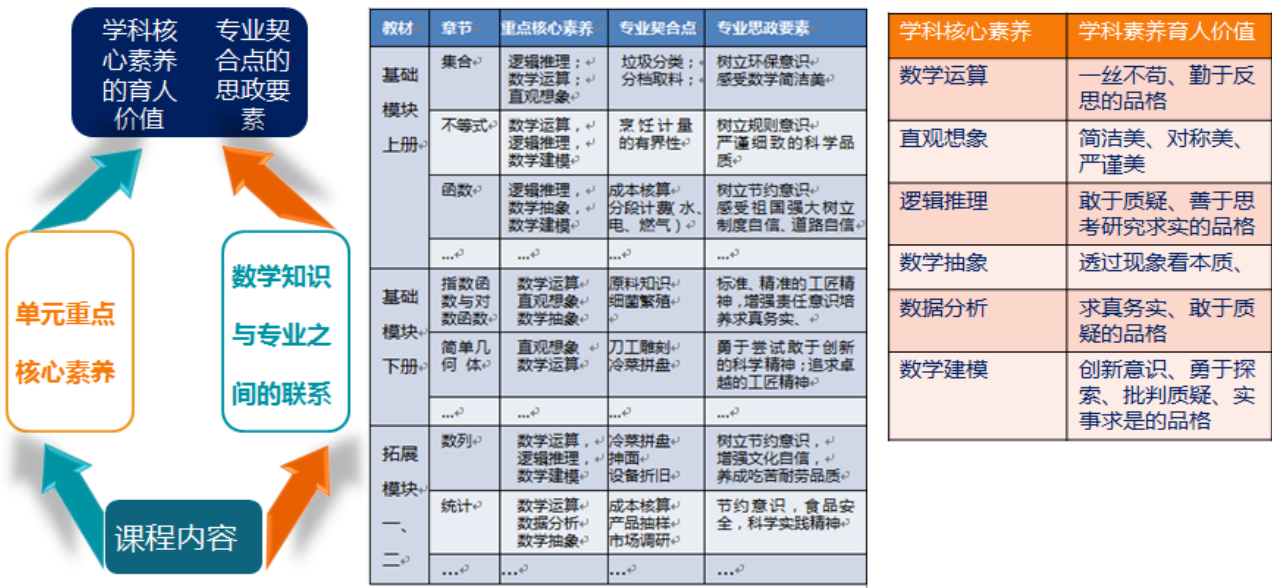 学科核
心素养
的育人
价值
专业契
合点的
思政要
素
单元重点
核心素养
数学知识
与专业之
间的联系
课程内容
教材 章节 重点核心素养 专业契合点 专业思政要素
基础
模块
上册
集合
逻辑推理；
数学运算；
直观想象
垃圾分类；
分档取料；
树立环保意识
感受数学简洁美
不等式
数学运算，
逻辑推理，
数学建模
烹饪计量
的有界性
树立规则意识
严谨细致的科学品
质
函数
逻辑推理，
数学抽象，
数学建模
成本核算
分段计费（水、
电、燃气）
树立节约意识
感受祖国强大树立
制度自信、道路自信
... ... ... ...
基础
模块
下册
指数函
数与对
数函数
数学运算
直观想象
数学抽象
原料知识
细菌繁殖
标准、精准的工匠精
神，增强责任意识培
养求真务实、
简单几
何 体
直观想象
数学运算
刀工雕刻
冷菜拼盘
勇于尝试敢于创新
的科学精神；追求卓
越的工匠精神
... ... ... ...
拓展
模块
一、
二
数列
数学运算，
逻辑推理，
数学建模
冷菜拼盘
抻面
设备折旧
树立节约意识，
增强文化自信，
养成吃苦耐劳品质
统计
数学运算
数据分析
数学抽象
成本核算
产品抽样
市场调研
节约意识，食品安
全，科学实践精神
... ... ... ...
学科核心素养 学科素养育人价值
数学运算
一丝不苟、勤于反
思的品格
直观想象
简洁美、对称美、
严谨美
逻辑推理
敢于质疑、善于思
考研究求实的品格
数学抽象
透过现象看本质、
数据分析
求真务实、敢于质
疑的品格
数学建模
创新意识、勇于探
索、批判质疑、实
事求是的品格